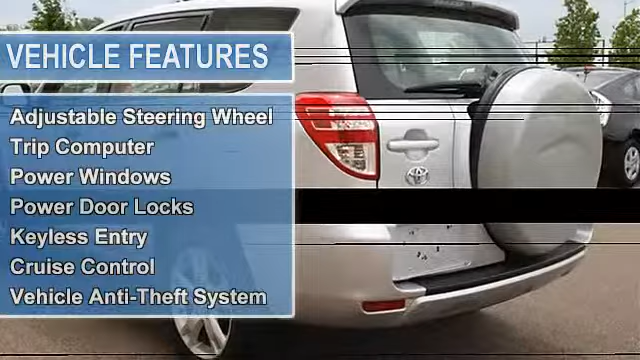 VEHICLE FEATURES
Adjustable Steering Wheel
Trip Computer
Power Windows
Power Door Locks
Keyless Entry
Cruise Control
Vehicle Anti-Theft System